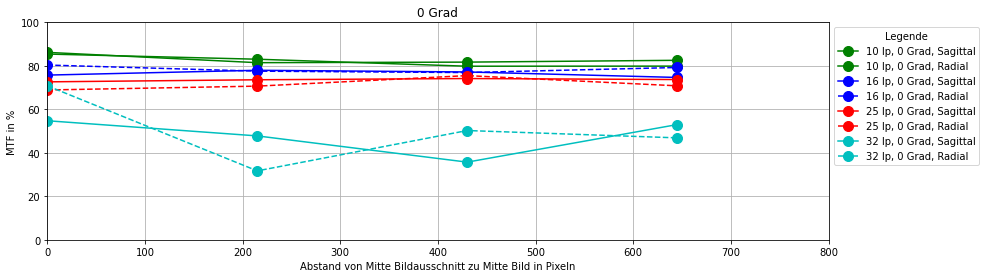 0 Grad
MTF in %
100
80
60
40
20
0
0 100 200 300 400 500 600 700 800
Abstand von Mitte Bildausschnitt zu Mitte Bild in Pixeln
Legende
10 lp, 0 Grad, Sagittal
10 lp, 0 Grad, Radial
16 lp, 0 Grad, Sagittal
16 lp, 0 Grad, Radial
25 lp, 0 Grad, Sagittal
25 lp, 0 Grad, Radial
32 lp, 0 Grad, Sagittal
32 lp, 0 Grad, Radial